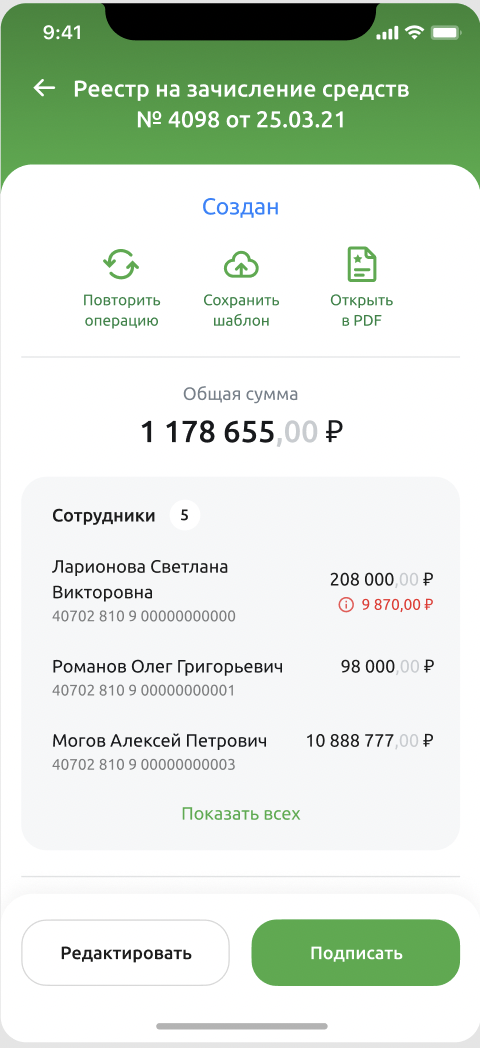 9:41
Реестр на зачисление средств
№ 4098 от 25.03.21
Создан
Повторить операцию
Сохранить шаблон
Открыть в PDF
Общая сумма
1 178 655,00 ₽
Сотрудники 5
Ларионова Светлана
Викторовна
208 000,00 ₽
9 870,00 ₽
40702 810 9 00000000000
Романов Олег Григорьевич 98 000,00 ₽
40702 810 9 00000000001
Могов Алексей Петрович 10 888 777,00 ₽
40702 810 9 00000000003
Показать всех
Редактировать Подписать